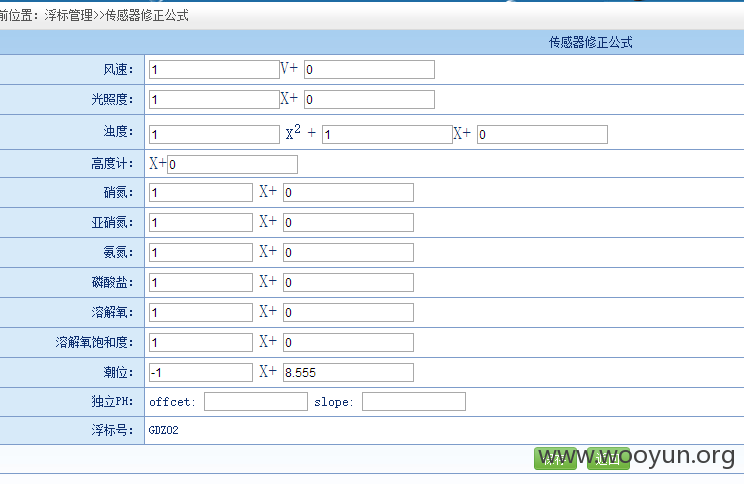 前位置：浮标管理>>传感器修正公式
传感器修正公式
风速： 1 V+ 0
光照度： 1 X+ 0
浊度： 1 X² + 1 X+ 0
高度计： X+ 0
硝氮： 1 X+ 0
亚硝氮： 1 X+ 0
氨氮： 1 X+ 0
磷酸盐： 1 X+ 0
溶解氧： 1 X+ 0
溶解氧饱和度： 1 X+ 0
潮位： -1 X+ 8.555
独立PH： offcet: slope:
浮标号： GDZ02
www.wooyun.org